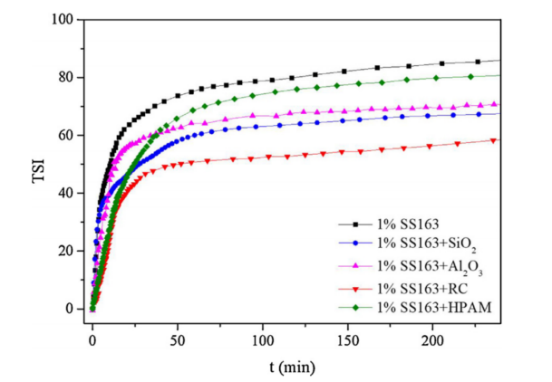 100
80
60
40
20
0
TSI
1% SS163
1% SS163+SiO₂
1% SS163+Al₂O₃
1% SS163+RC
1% SS163+HPAM
0 50 100 150 200
t (min)